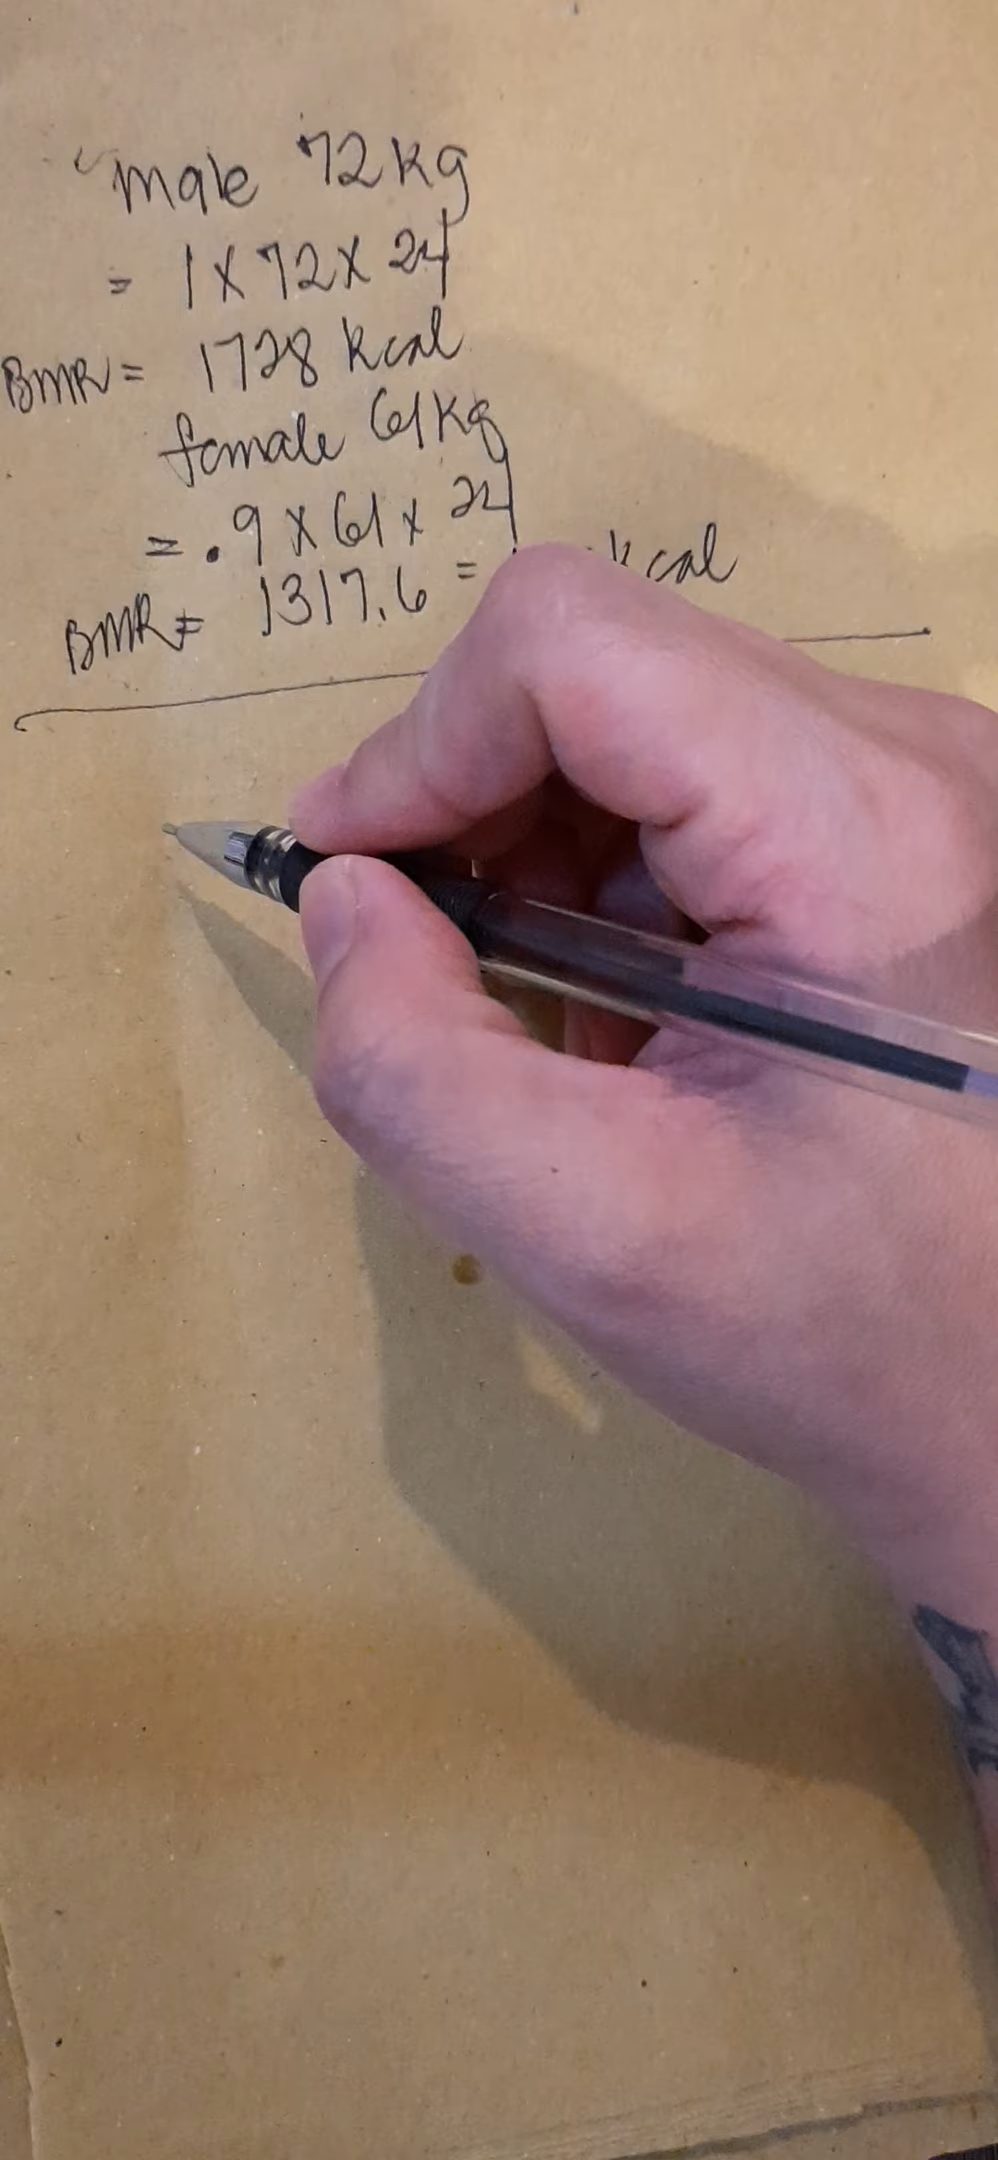 male 72kg
= 1 x 72 x 24
BMR = 1728 kcal
female 61kg
= .9 x 61 x 24
BMR = 1317.6 = kcal